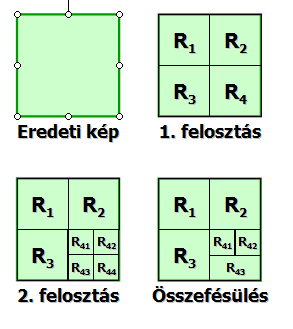 R₁ R₂
R₃ R₄
Eredeti kép 1. felosztás
R₁ R₂ R₁ R₂
R₄₁ R₄₂ R₄₁ R₄₂
R₃ R₃
R₄₃ R₄₄ R₄₃
2. felosztás Összefésülés